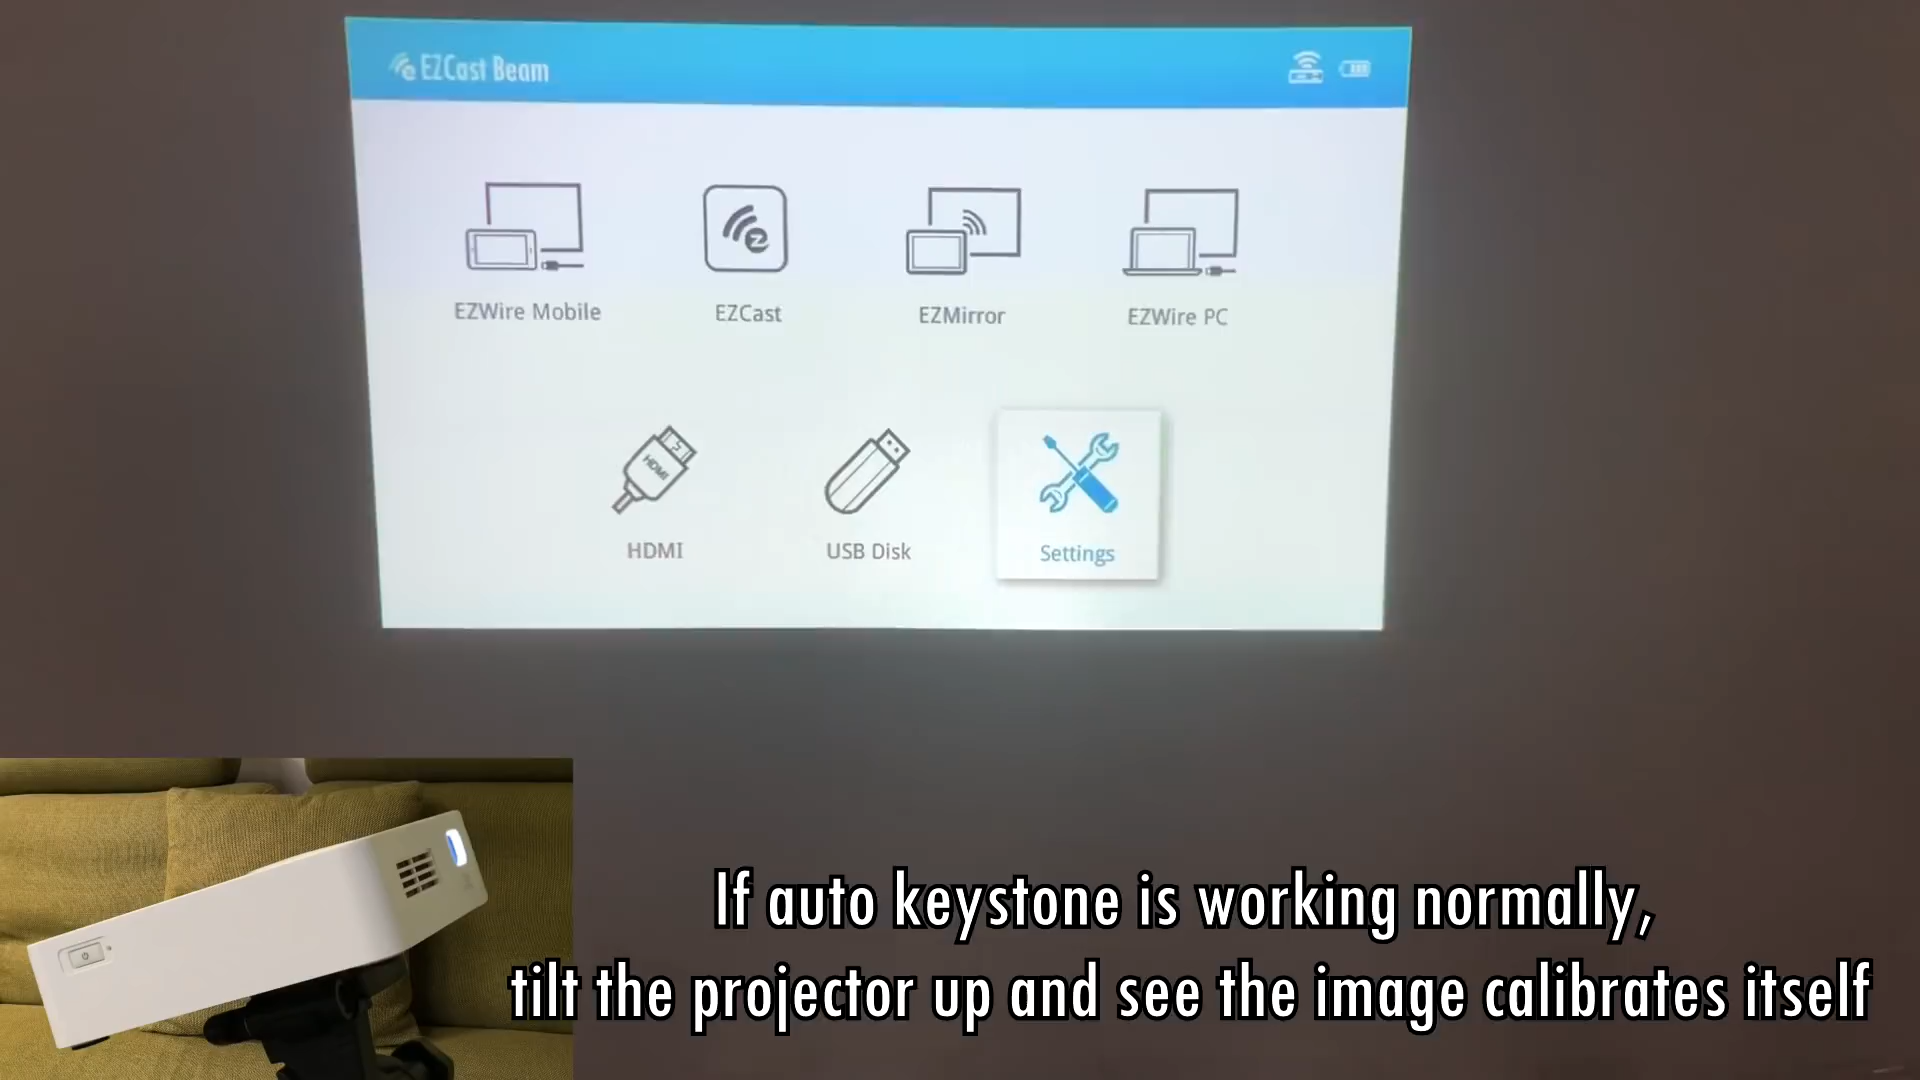 EZCast Beam
EZWire Mobile
EZCast
EZMirror
EZWire PC
HDMI
HDMI
USB Disk
Settings
If auto keystone is working normally,
tilt the projector up and see the image calibrates itself